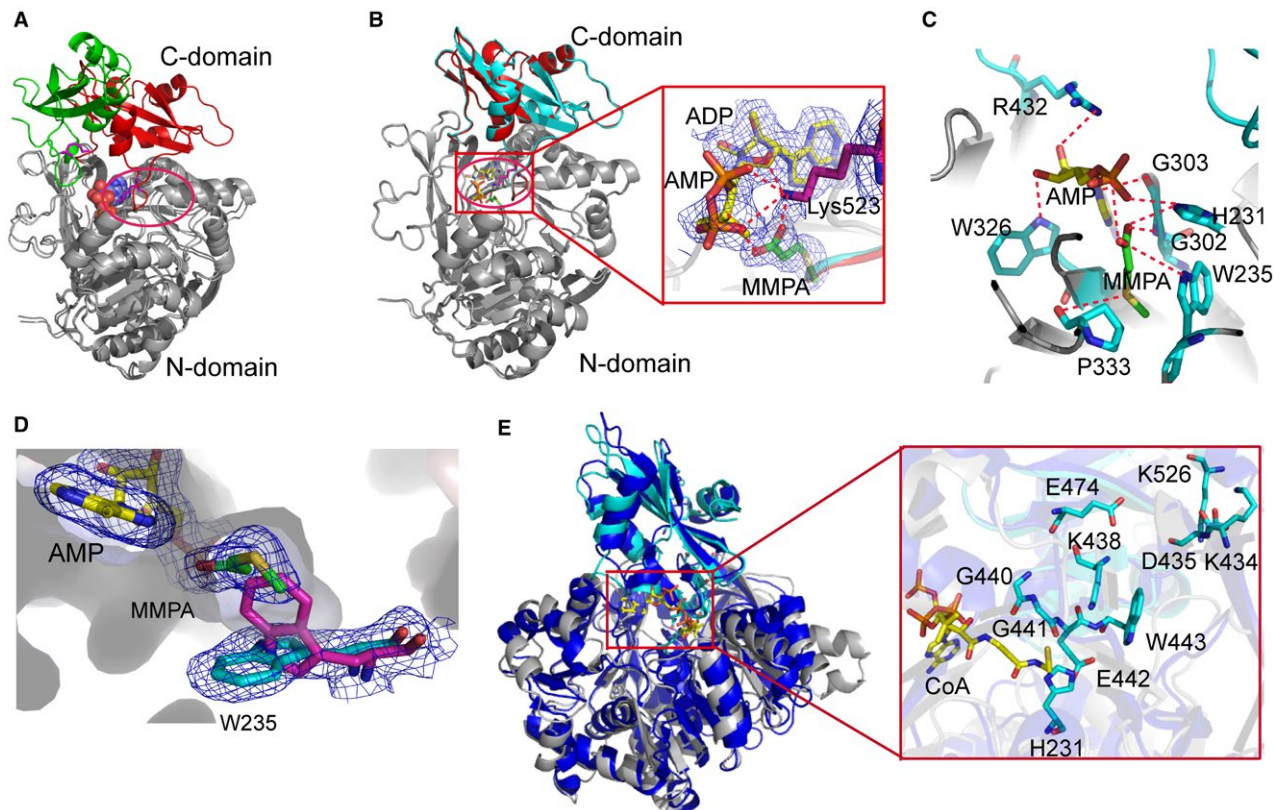 A
C-domain
N-domain
B
C-domain
N-domain
ADP
AMP
Lys523
MMPA
C
R432
G303
AMP
H231
W326
G302
MMPA
W235
P333
D
AMP
MMPA
W235
E
K526
E474
K438
D435
K434
G440
G441
W443
CoA
E442
H231